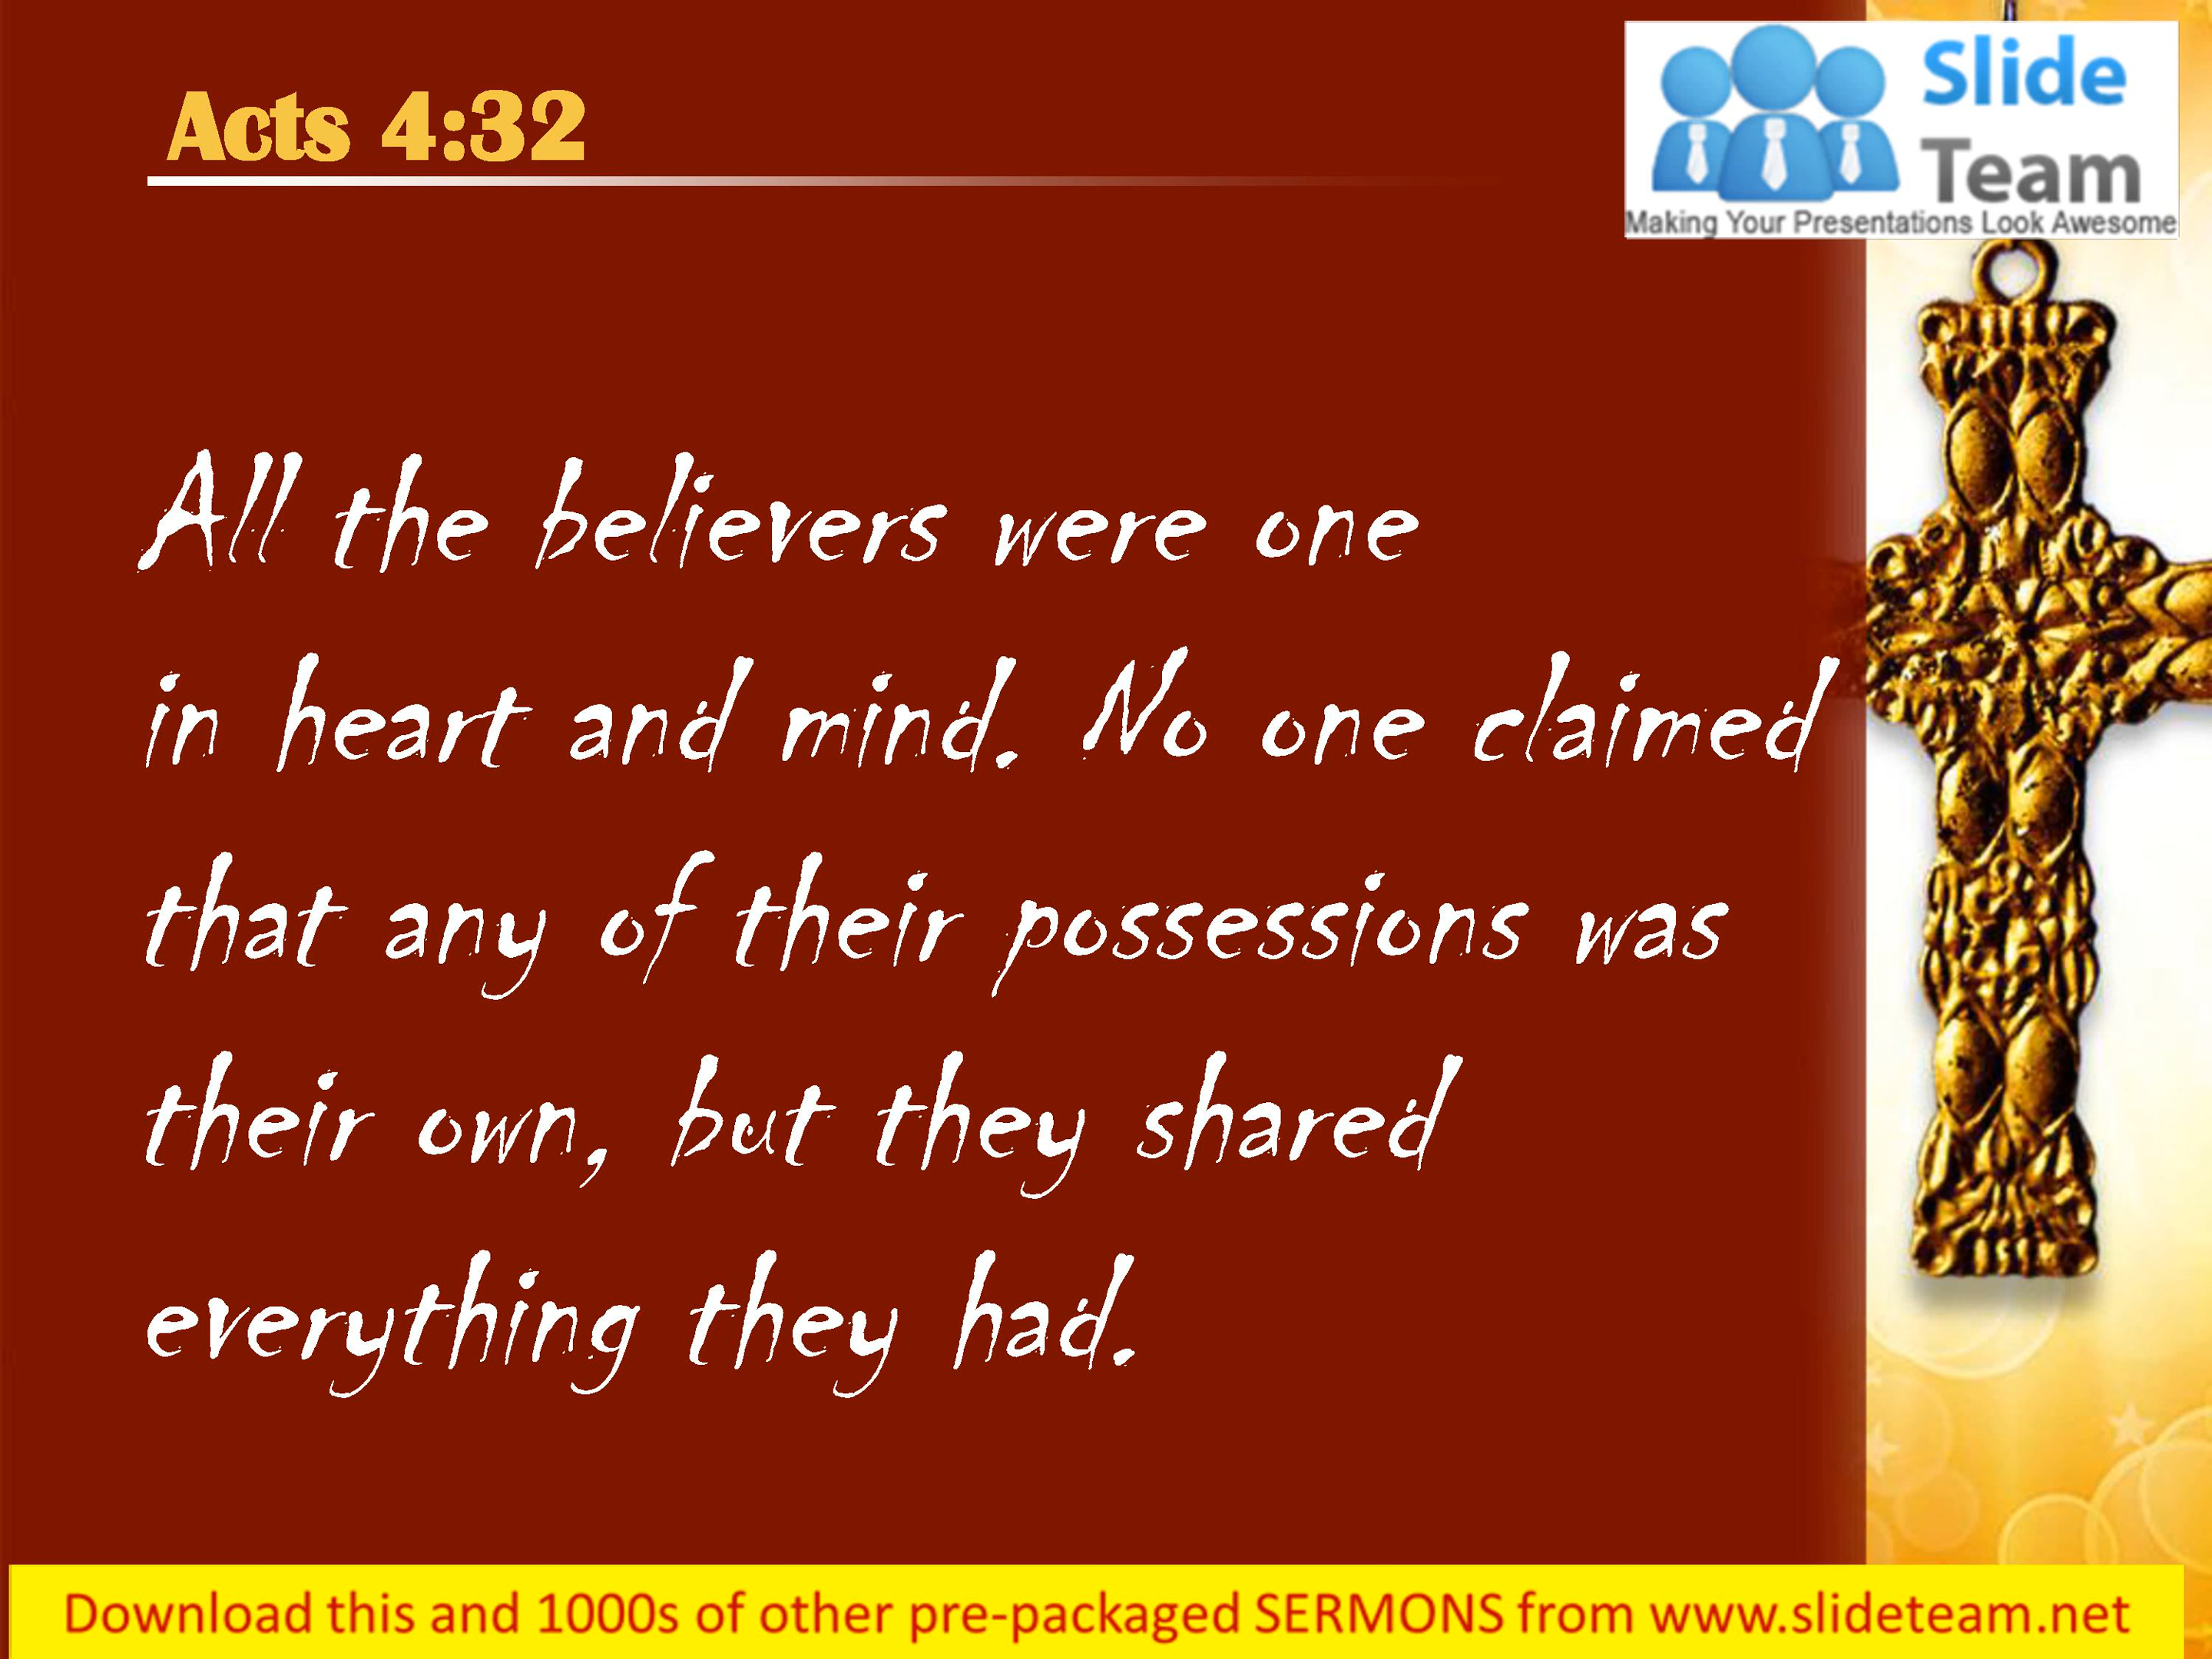 Acts 4:32
Slide
Team
Making Your Presentations Look Awesome
All the believers were one
in heart and mind. No one claimed
that any of their possessions was
their own, but they shared
everything they had.
Download this and 1000s of other pre-packaged SERMONS from www.slideteam.net